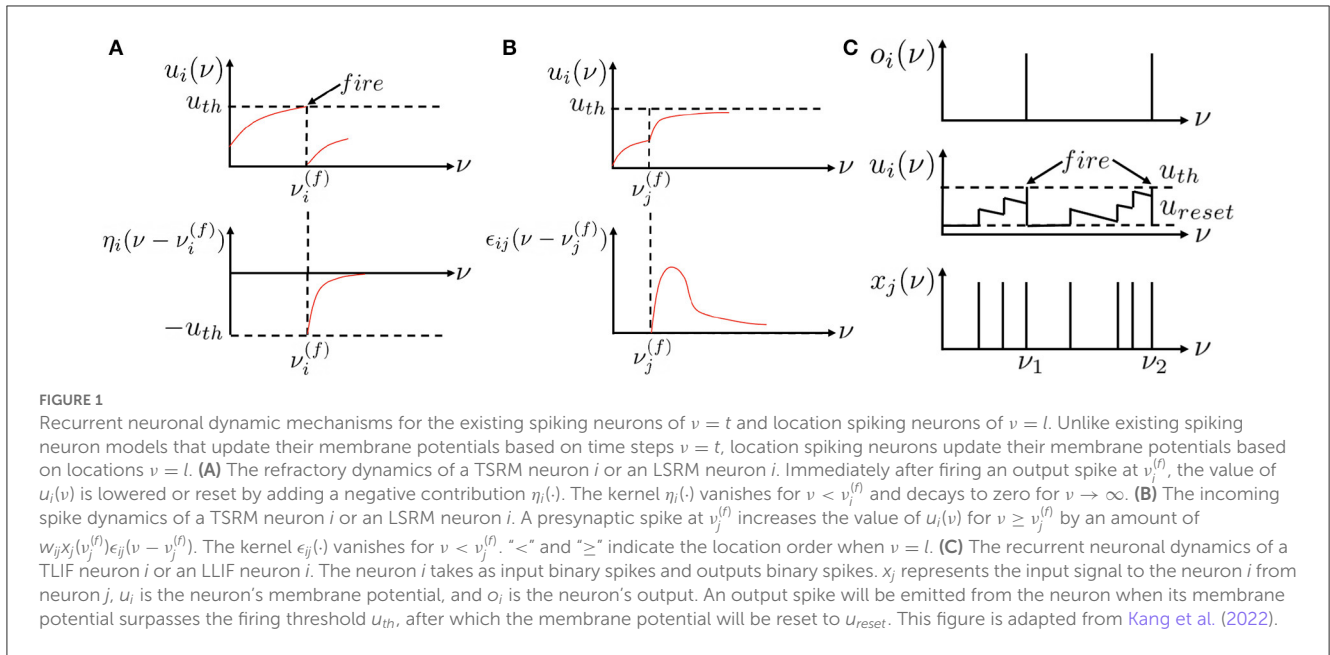 A
u_i(ν)
u_th
fire
ν
ν_i^(f)
η_i(ν − ν_i^(f))
ν
−u_th
ν_i^(f)
B
u_i(ν)
u_th
ν
ν_j^(f)
ϵ_ij(ν − ν_j^(f))
ν
ν_j^(f)
C
o_i(ν)
ν
u_i(ν)
fire
u_th
u_reset
ν
x_j(ν)
ν_1
ν_2
ν
FIGURE 1
Recurrent neuronal dynamic mechanisms for the existing spiking neurons of ν = t and location spiking neurons of ν = l. Unlike existing spiking
neuron models that update their membrane potentials based on time steps ν = t, location spiking neurons update their membrane potentials based
on locations ν = l. (A) The refractory dynamics of a TSRM neuron i or an LSRM neuron i. Immediately after firing an output spike at ν_i^(f), the value of
u_i(ν) is lowered or reset by adding a negative contribution η_i(·). The kernel η_i(·) vanishes for ν < ν_i^(f) and decays to zero for ν → ∞. (B) The incoming
spike dynamics of a TSRM neuron i or an LSRM neuron i. A presynaptic spike at ν_j^(f) increases the value of u_i(ν) for ν ≥ ν_j^(f) by an amount of
w_ij x_j(ν_j^(f))ϵ_ij(ν − ν_j^(f)). The kernel ϵ_ij(·) vanishes for ν < ν_j^(f). “<” and “≥” indicate the location order when ν = l. (C) The recurrent neuronal dynamics of a
TLIF neuron i or an LLIF neuron i. The neuron i takes as input binary spikes and outputs binary spikes. x_j represents the input signal to the neuron i from
neuron j, u_i is the neuron’s membrane potential, and o_i is the neuron’s output. An output spike will be emitted from the neuron when its membrane
potential surpasses the firing threshold u_th, after which the membrane potential will be reset to u_reset. This figure is adapted from Kang et al. (2022).